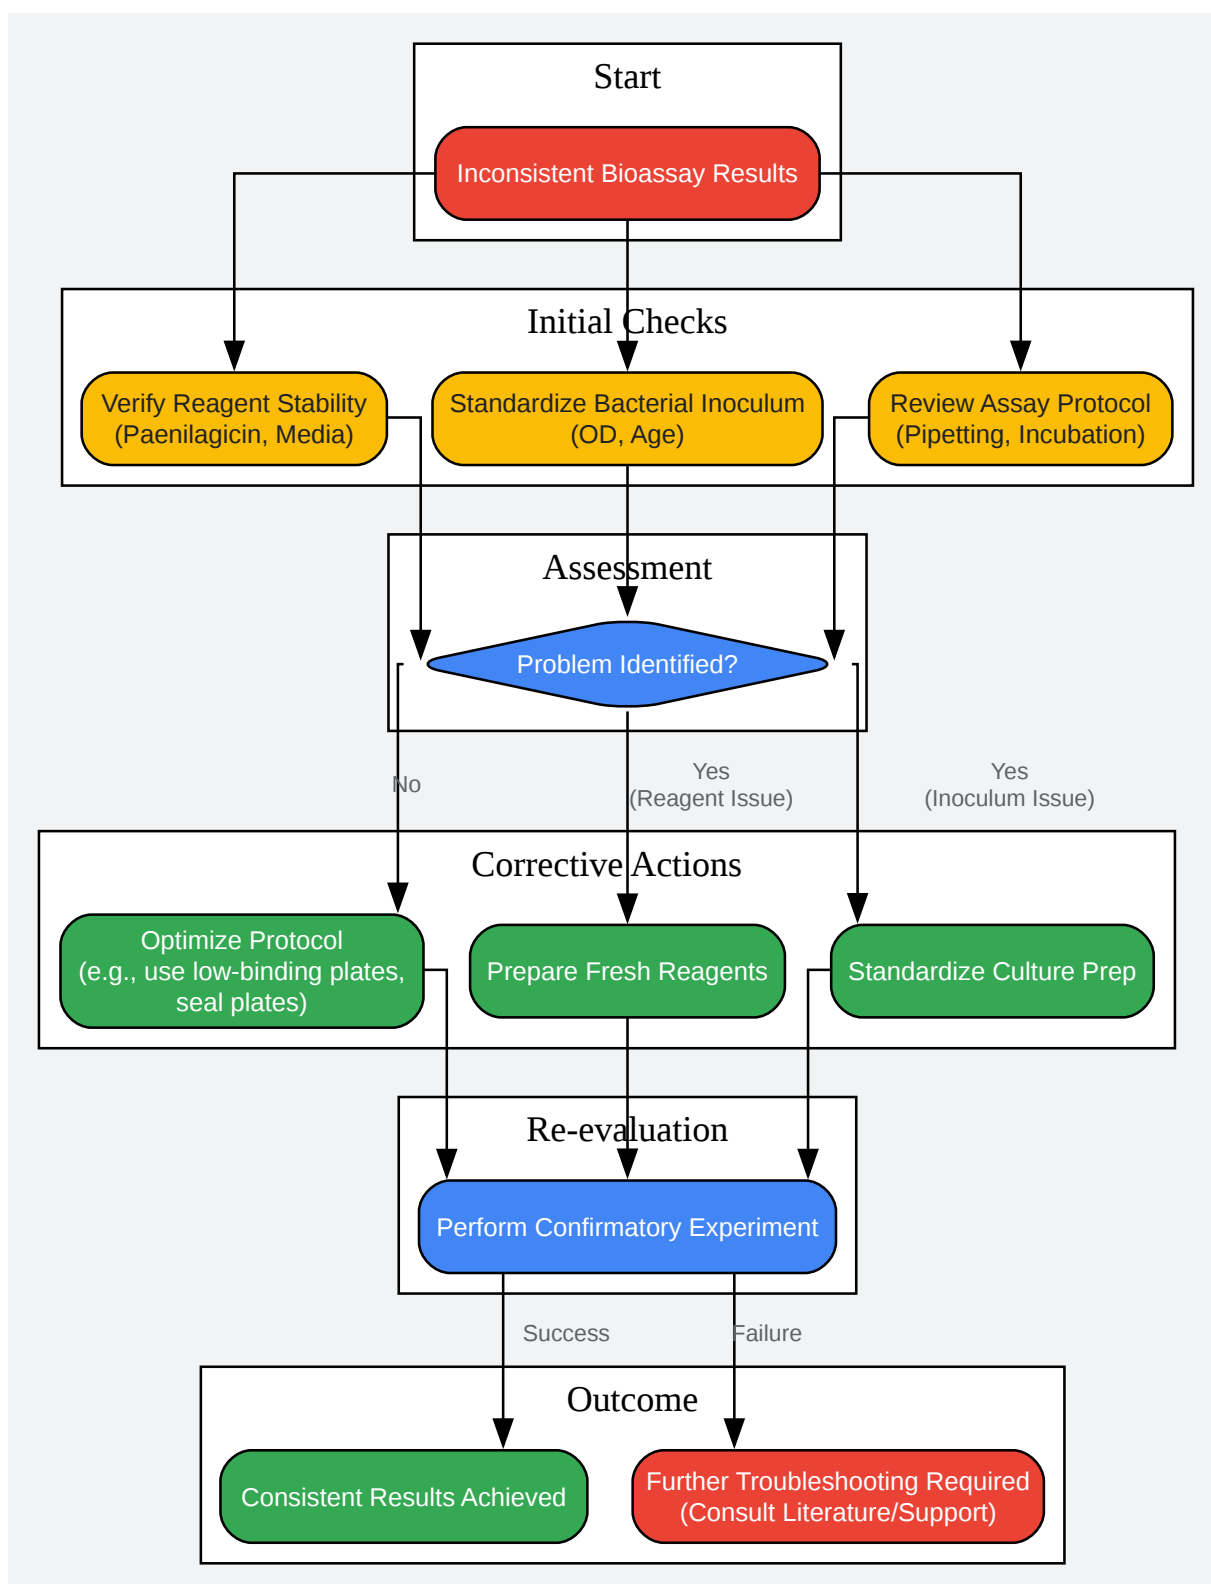 Start
Inconsistent Bioassay Results
Initial Checks
Verify Reagent Stability
(Paenilagicin, Media)
Standardize Bacterial Inoculum
(OD, Age)
Review Assay Protocol
(Pipetting, Incubation)
Assessment
Problem Identified?
No
Yes
(Reagent Issue)
Yes
(Inoculum Issue)
Corrective Actions
Optimize Protocol
(e.g., use low-binding plates,
seal plates)
Prepare Fresh Reagents
Standardize Culture Prep
Re-evaluation
Perform Confirmatory Experiment
Success
Failure
Outcome
Consistent Results Achieved
Further Troubleshooting Required
(Consult Literature/Support)